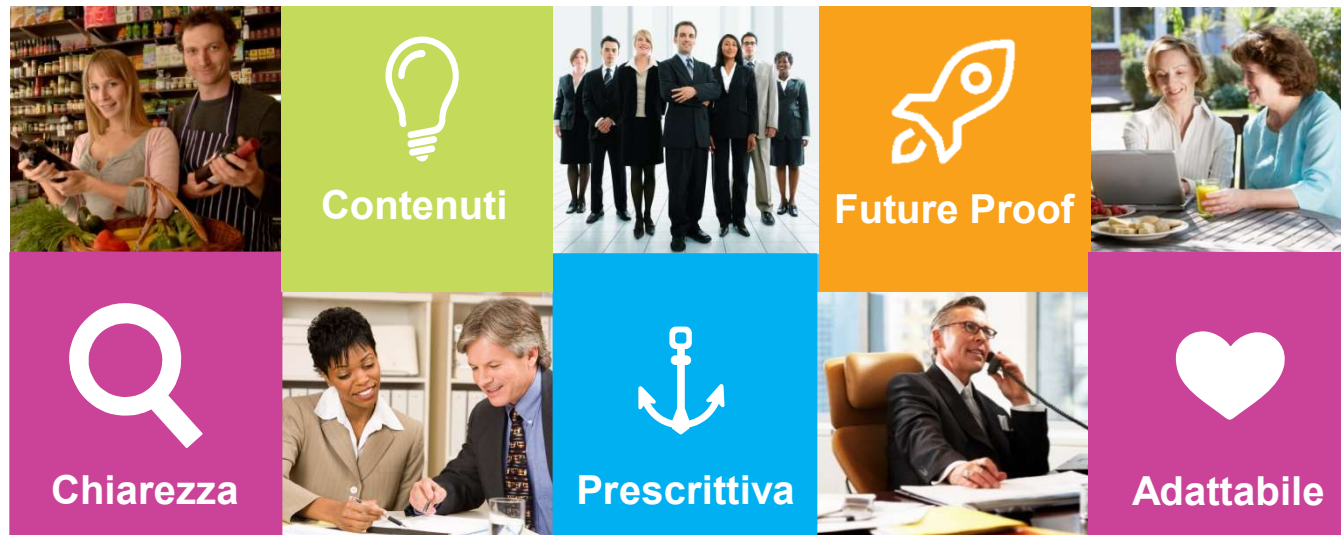 Contenuti
Future Proof
Chiarezza
Prescrittiva
Adattabile